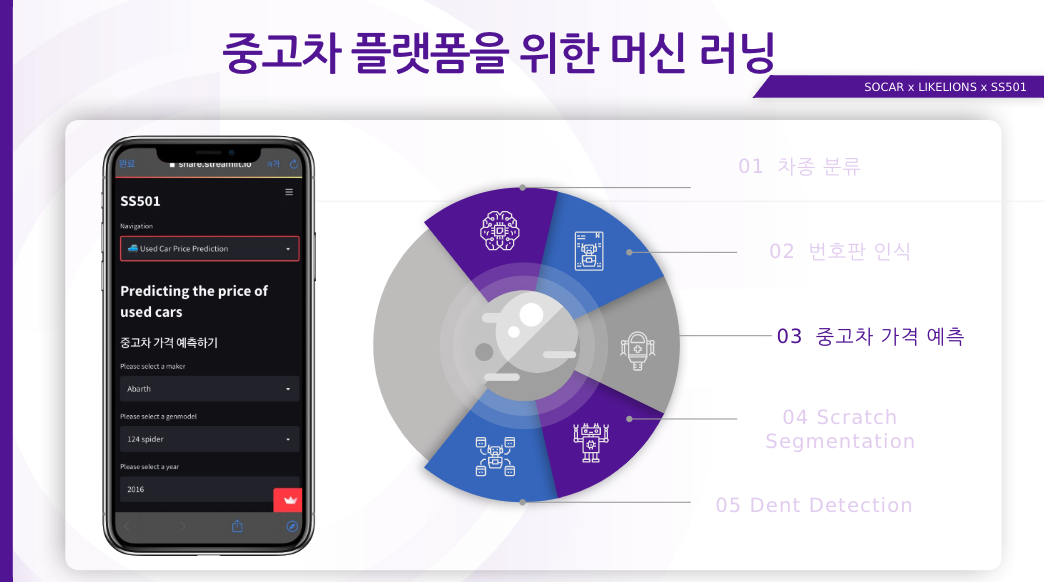 중고차 플랫폼을 위한 머신 러닝
SOCAR x LIKELIONS x SS501
완료 share.streamlit.io 가가
SS501
Navigation
Used Car Price Prediction
Predicting the price of
used cars
중고차 가격 예측하기
Please select a maker
Abarth
Please select a genmodel
124 spider
Please select a year
2016
01 차종 분류
02 번호판 인식
03 중고차 가격 예측
04 Scratch
Segmentation
05 Dent Detection